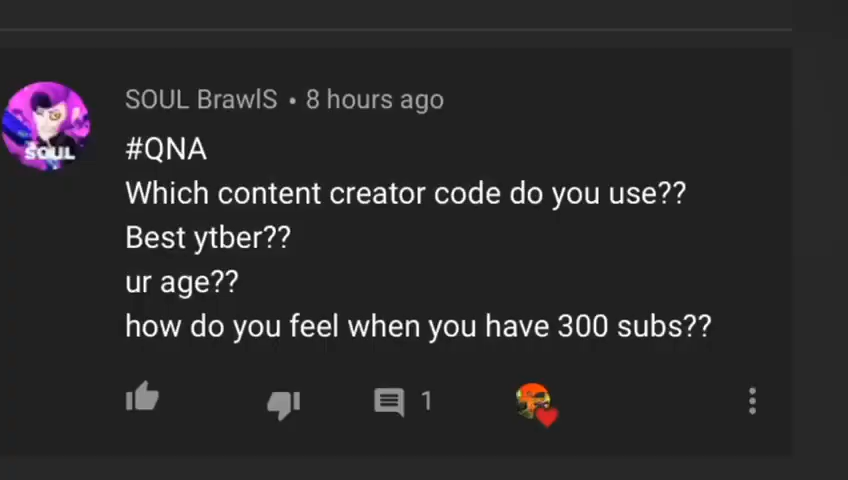 SOUL BrawlS • 8 hours ago
SOUL
#QNA
Which content creator code do you use??
Best ytber??
ur age??
how do you feel when you have 300 subs??
1